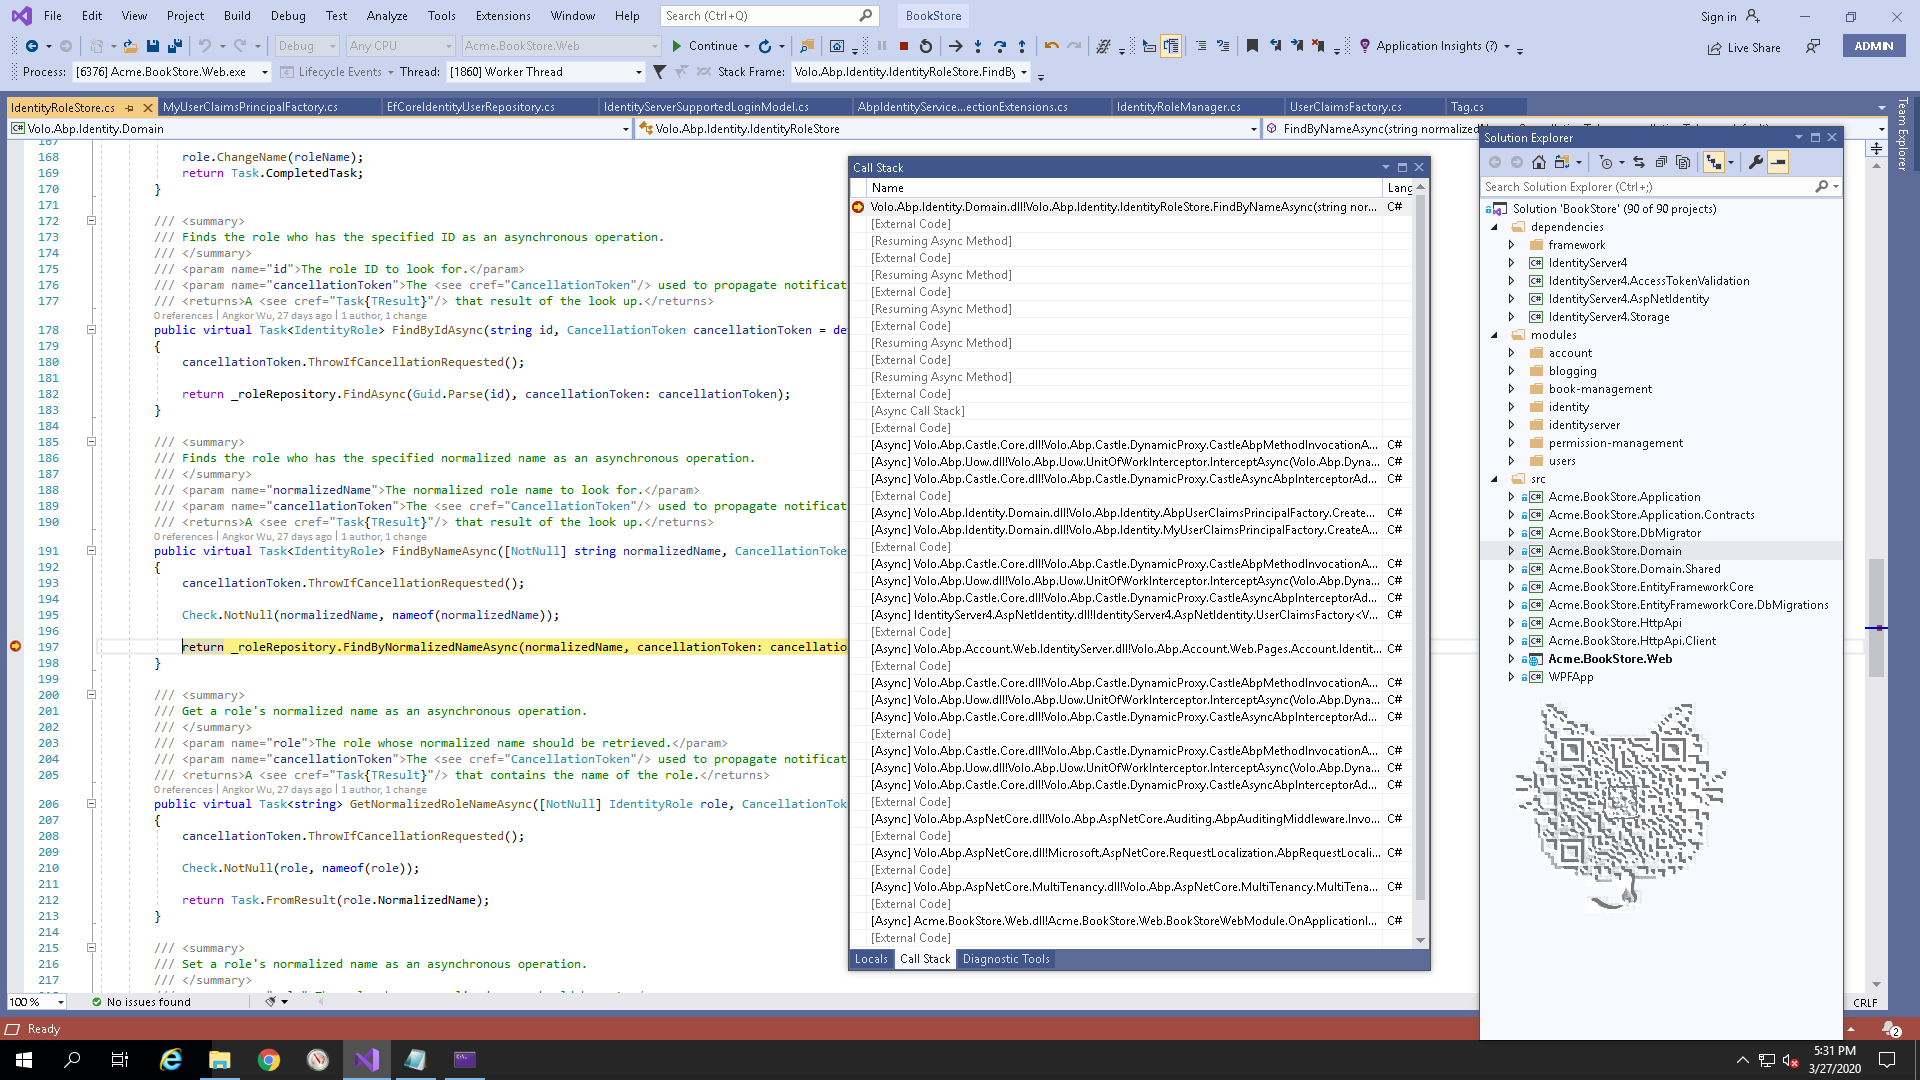 File Edit View Project Build Debug Test Analyze Tools Extensions Window Help Search (Ctrl+Q) BookStore Sign in
Debug Any CPU Acme.BookStore.Web Continue Application Insights (?) Live Share ADMIN
Process: [6376] Acme.BookStore.Web.exe Lifecycle Events Thread: [1860] Worker Thread Stack Frame: Volo.Abp.Identity.IdentityRoleStore.FindBy
IdentityRoleStore.cs MyUserClaimsPrincipalFactory.cs EfCoreIdentityUserRepository.cs IdentityServerSupportedLoginModel.cs AbpIdentityService...ectionExtensions.cs IdentityRoleManager.cs UserClaimsFactory.cs Tag.cs
Volo.Abp.Identity.Domain Volo.Abp.Identity.IdentityRoleStore FindByNameAsync(string normalizedN
167
168 role.ChangeName(roleName);
169 return Task.CompletedTask;
170 }
171
172 /// <summary>
173 /// Finds the role who has the specified ID as an asynchronous operation.
174 /// </summary>
175 /// <param name="id">The role ID to look for.</param>
176 /// <param name="cancellationToken">The <see cref="CancellationToken"/> used to propagate notificat
177 /// <returns>A <see cref="Task{TResult}"/> that result of the look up.</returns>
0 references | Angkor Wu, 27 days ago | 1 author, 1 change
178 public virtual Task<IdentityRole> FindByIdAsync(string id, CancellationToken cancellationToken = de
179 {
180 cancellationToken.ThrowIfCancellationRequested();
181
182 return _roleRepository.FindAsync(Guid.Parse(id), cancellationToken: cancellationToken);
183 }
184
185 /// <summary>
186 /// Finds the role who has the specified normalized name as an asynchronous operation.
187 /// </summary>
188 /// <param name="normalizedName">The normalized role name to look for.</param>
189 /// <param name="cancellationToken">The <see cref="CancellationToken"/> used to propagate notificat
190 /// <returns>A <see cref="Task{TResult}"/> that result of the look up.</returns>
0 references | Angkor Wu, 27 days ago | 1 author, 1 change
191 public virtual Task<IdentityRole> FindByNameAsync([NotNull] string normalizedName, CancellationToke
192 {
193 cancellationToken.ThrowIfCancellationRequested();
194
195 Check.NotNull(normalizedName, nameof(normalizedName));
196
197 return _roleRepository.FindByNormalizedNameAsync(normalizedName, cancellationToken: cancellatio
198 }
199
200 /// <summary>
201 /// Get a role's normalized name as an asynchronous operation.
202 /// </summary>
203 /// <param name="role">The role whose normalized name should be retrieved.</param>
204 /// <param name="cancellationToken">The <see cref="CancellationToken"/> used to propagate notificat
205 /// <returns>A <see cref="Task{TResult}"/> that contains the name of the role.</returns>
0 references | Angkor Wu, 27 days ago | 1 author, 1 change
206 public virtual Task<string> GetNormalizedRoleNameAsync([NotNull] IdentityRole role, CancellationTok
207 {
208 cancellationToken.ThrowIfCancellationRequested();
209
210 Check.NotNull(role, nameof(role));
211
212 return Task.FromResult(role.NormalizedName);
213 }
214
215 /// <summary>
216 /// Set a role's normalized name as an asynchronous operation.
217 /// </summary>
100 % No issues found CRLF
Call Stack
Name Lang
Volo.Abp.Identity.Domain.dll!Volo.Abp.Identity.IdentityRoleStore.FindByNameAsync(string nor... C#
[External Code]
[Resuming Async Method]
[External Code]
[Resuming Async Method]
[External Code]
[Resuming Async Method]
[External Code]
[Resuming Async Method]
[External Code]
[Resuming Async Method]
[External Code]
[Async Call Stack]
[External Code]
[Async] Volo.Abp.Castle.Core.dll!Volo.Abp.Castle.DynamicProxy.CastleAbpMethodInvocationA... C#
[Async] Volo.Abp.Uow.dll!Volo.Abp.Uow.UnitOfWorkInterceptor.InterceptAsync(Volo.Abp.Dyna... C#
[Async] Volo.Abp.Castle.Core.dll!Volo.Abp.Castle.DynamicProxy.CastleAsyncAbpInterceptorAd... C#
[External Code]
[Async] Volo.Abp.Identity.Domain.dll!Volo.Abp.Identity.AbpUserClaimsPrincipalFactory.Create... C#
[Async] Volo.Abp.Identity.Domain.dll!Volo.Abp.Identity.MyUserClaimsPrincipalFactory.CreateA... C#
[External Code]
[Async] Volo.Abp.Castle.Core.dll!Volo.Abp.Castle.DynamicProxy.CastleAbpMethodInvocationA... C#
[Async] Volo.Abp.Uow.dll!Volo.Abp.Uow.UnitOfWorkInterceptor.InterceptAsync(Volo.Abp.Dyna... C#
[Async] Volo.Abp.Castle.Core.dll!Volo.Abp.Castle.DynamicProxy.CastleAsyncAbpInterceptorAd... C#
[Async] IdentityServer4.AspNetIdentity.dll!IdentityServer4.AspNetIdentity.UserClaimsFactory<V... C#
[External Code]
[Async] Volo.Abp.Account.Web.IdentityServer.dll!Volo.Abp.Account.Web.Pages.Account.Identit... C#
[External Code]
[Async] Volo.Abp.Castle.Core.dll!Volo.Abp.Castle.DynamicProxy.CastleAbpMethodInvocationA... C#
[Async] Volo.Abp.Uow.dll!Volo.Abp.Uow.UnitOfWorkInterceptor.InterceptAsync(Volo.Abp.Dyna... C#
[Async] Volo.Abp.Castle.Core.dll!Volo.Abp.Castle.DynamicProxy.CastleAsyncAbpInterceptorAd... C#
[External Code]
[Async] Volo.Abp.Castle.Core.dll!Volo.Abp.Castle.DynamicProxy.CastleAbpMethodInvocationA... C#
[Async] Volo.Abp.Uow.dll!Volo.Abp.Uow.UnitOfWorkInterceptor.InterceptAsync(Volo.Abp.Dyna... C#
[Async] Volo.Abp.Castle.Core.dll!Volo.Abp.Castle.DynamicProxy.CastleAsyncAbpInterceptorAd... C#
[External Code]
[Async] Volo.Abp.AspNetCore.dll!Volo.Abp.AspNetCore.Auditing.AbpAuditingMiddleware.Invo... C#
[External Code]
[Async] Volo.Abp.AspNetCore.dll!Microsoft.AspNetCore.RequestLocalization.AbpRequestLocali... C#
[External Code]
[Async] Volo.Abp.AspNetCore.MultiTenancy.dll!Volo.Abp.AspNetCore.MultiTenancy.MultiTena... C#
[External Code]
[Async] Acme.BookStore.Web.dll!Acme.BookStore.Web.BookStoreWebModule.OnApplicationI... C#
[External Code]
Locals Call Stack Diagnostic Tools
Solution Explorer
Search Solution Explorer (Ctrl+;)
Solution 'BookStore' (90 of 90 projects)
dependencies
framework
IdentityServer4
IdentityServer4.AccessTokenValidation
IdentityServer4.AspNetIdentity
IdentityServer4.Storage
modules
account
blogging
book-management
identity
identityserver
permission-management
users
src
Acme.BookStore.Application
Acme.BookStore.Application.Contracts
Acme.BookStore.DbMigrator
Acme.BookStore.Domain
Acme.BookStore.Domain.Shared
Acme.BookStore.EntityFrameworkCore
Acme.BookStore.EntityFrameworkCore.DbMigrations
Acme.BookStore.HttpApi
Acme.BookStore.HttpApi.Client
Acme.BookStore.Web
WPFApp
Team Explorer
Ready 2
5:31 PM
3/27/2020